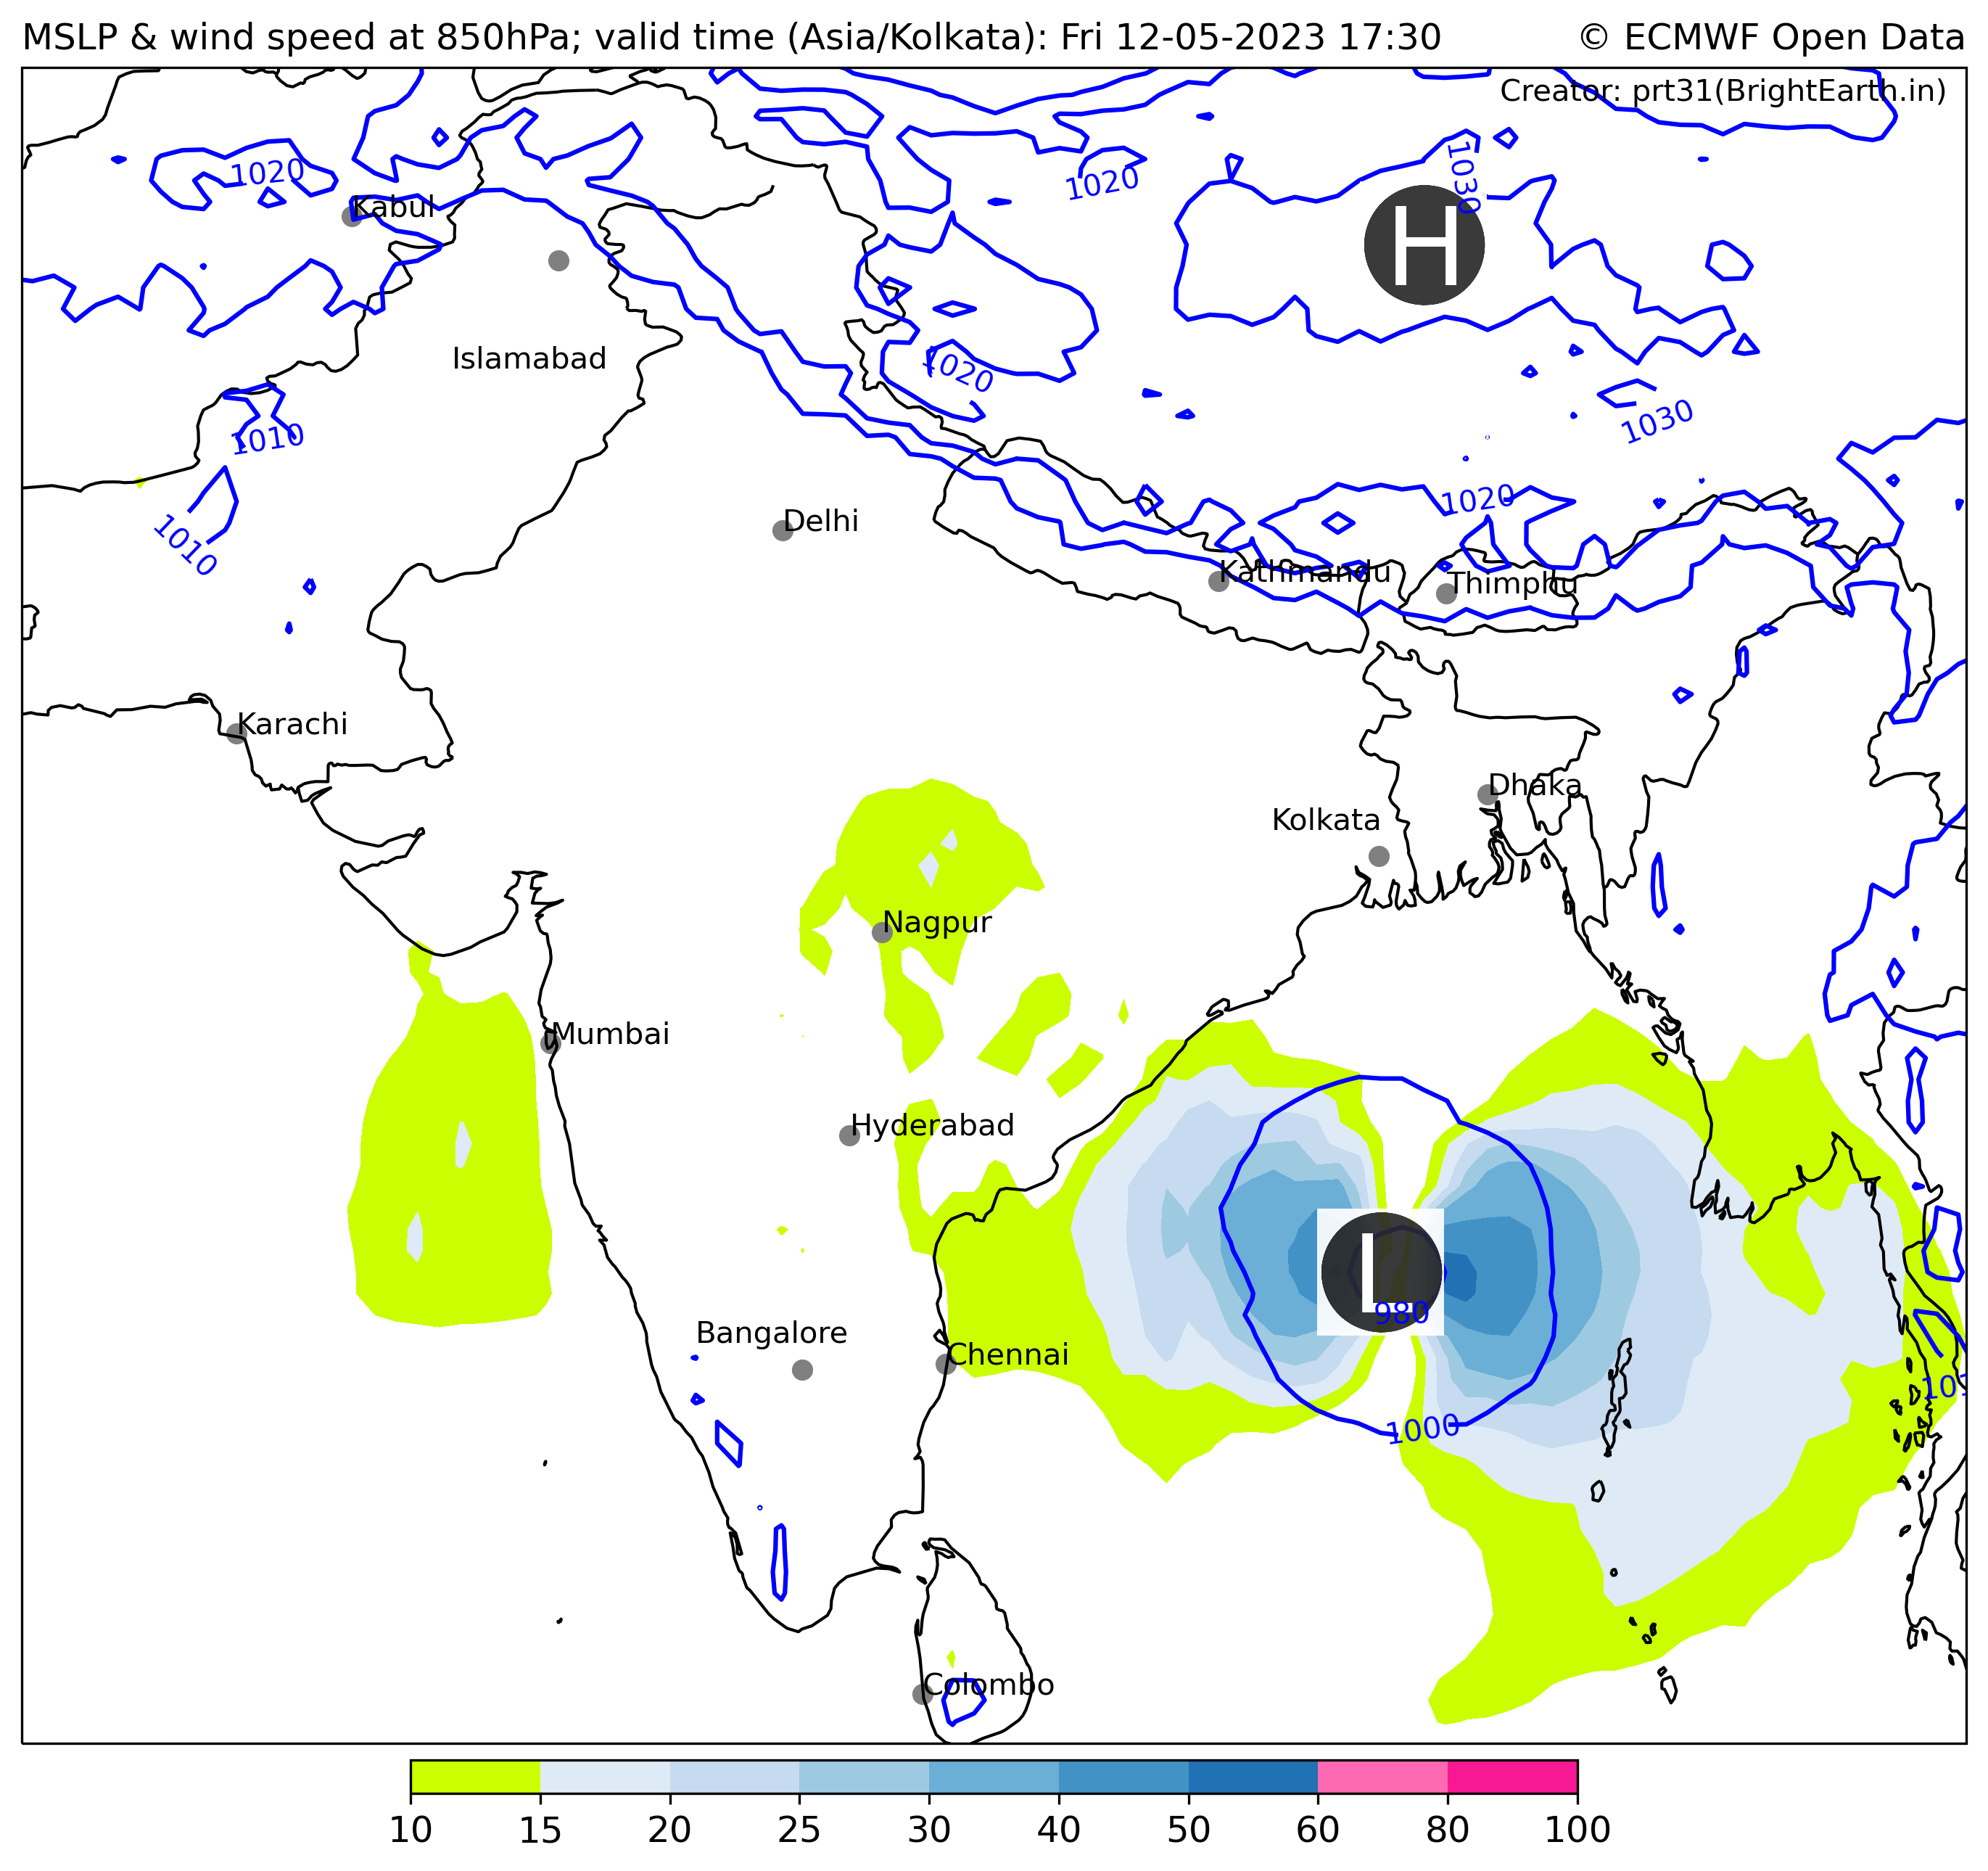 MSLP & wind speed at 850hPa; valid time (Asia/Kolkata): Fri 12-05-2023 17:30
© ECMWF Open Data
Creator: prt31(BrightEarth.in)
1020
1020
1030
Kabul
H
Islamabad
1020
1010
1030
1010
1020
Delhi
Kathmandu
Thimphu
Karachi
Dhaka
Kolkata
Nagpur
Mumbai
Hyderabad
L
980
Bangalore
Chennai
101
1000
Colombo
10 15 20 25 30 40 50 60 80 100